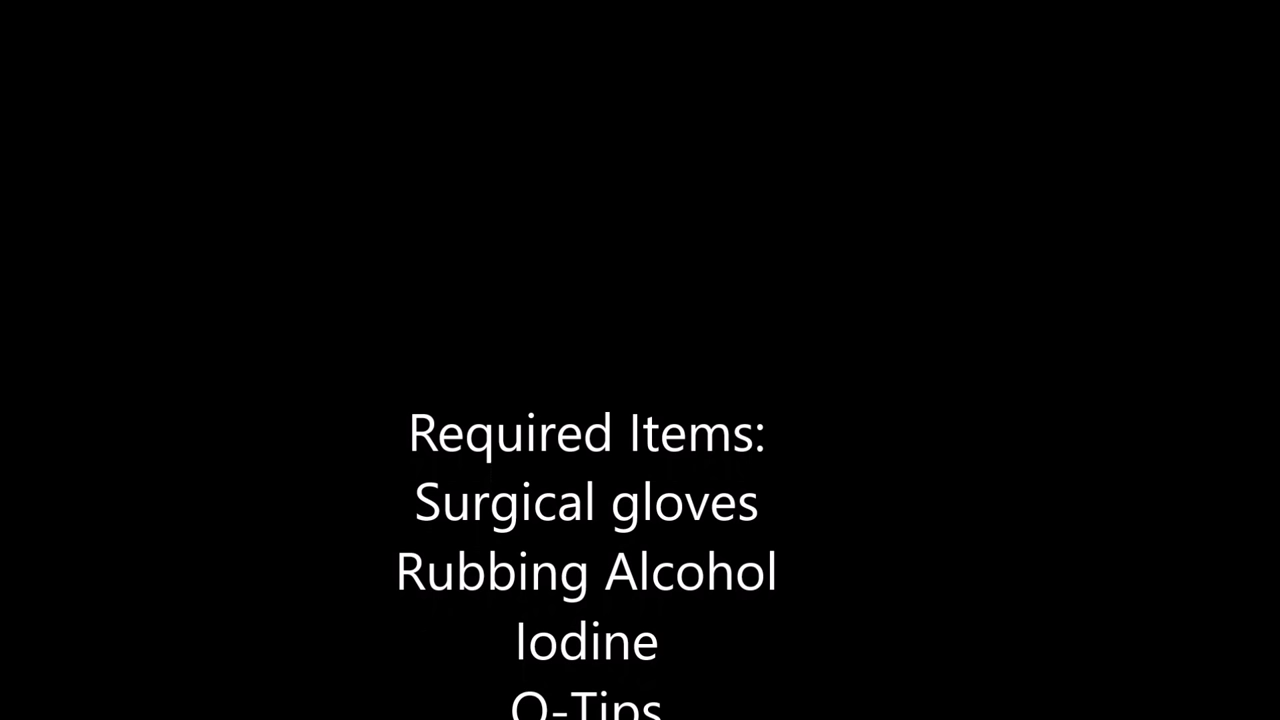 Required Items:
Surgical gloves
Rubbing Alcohol
Iodine
Q-Tips